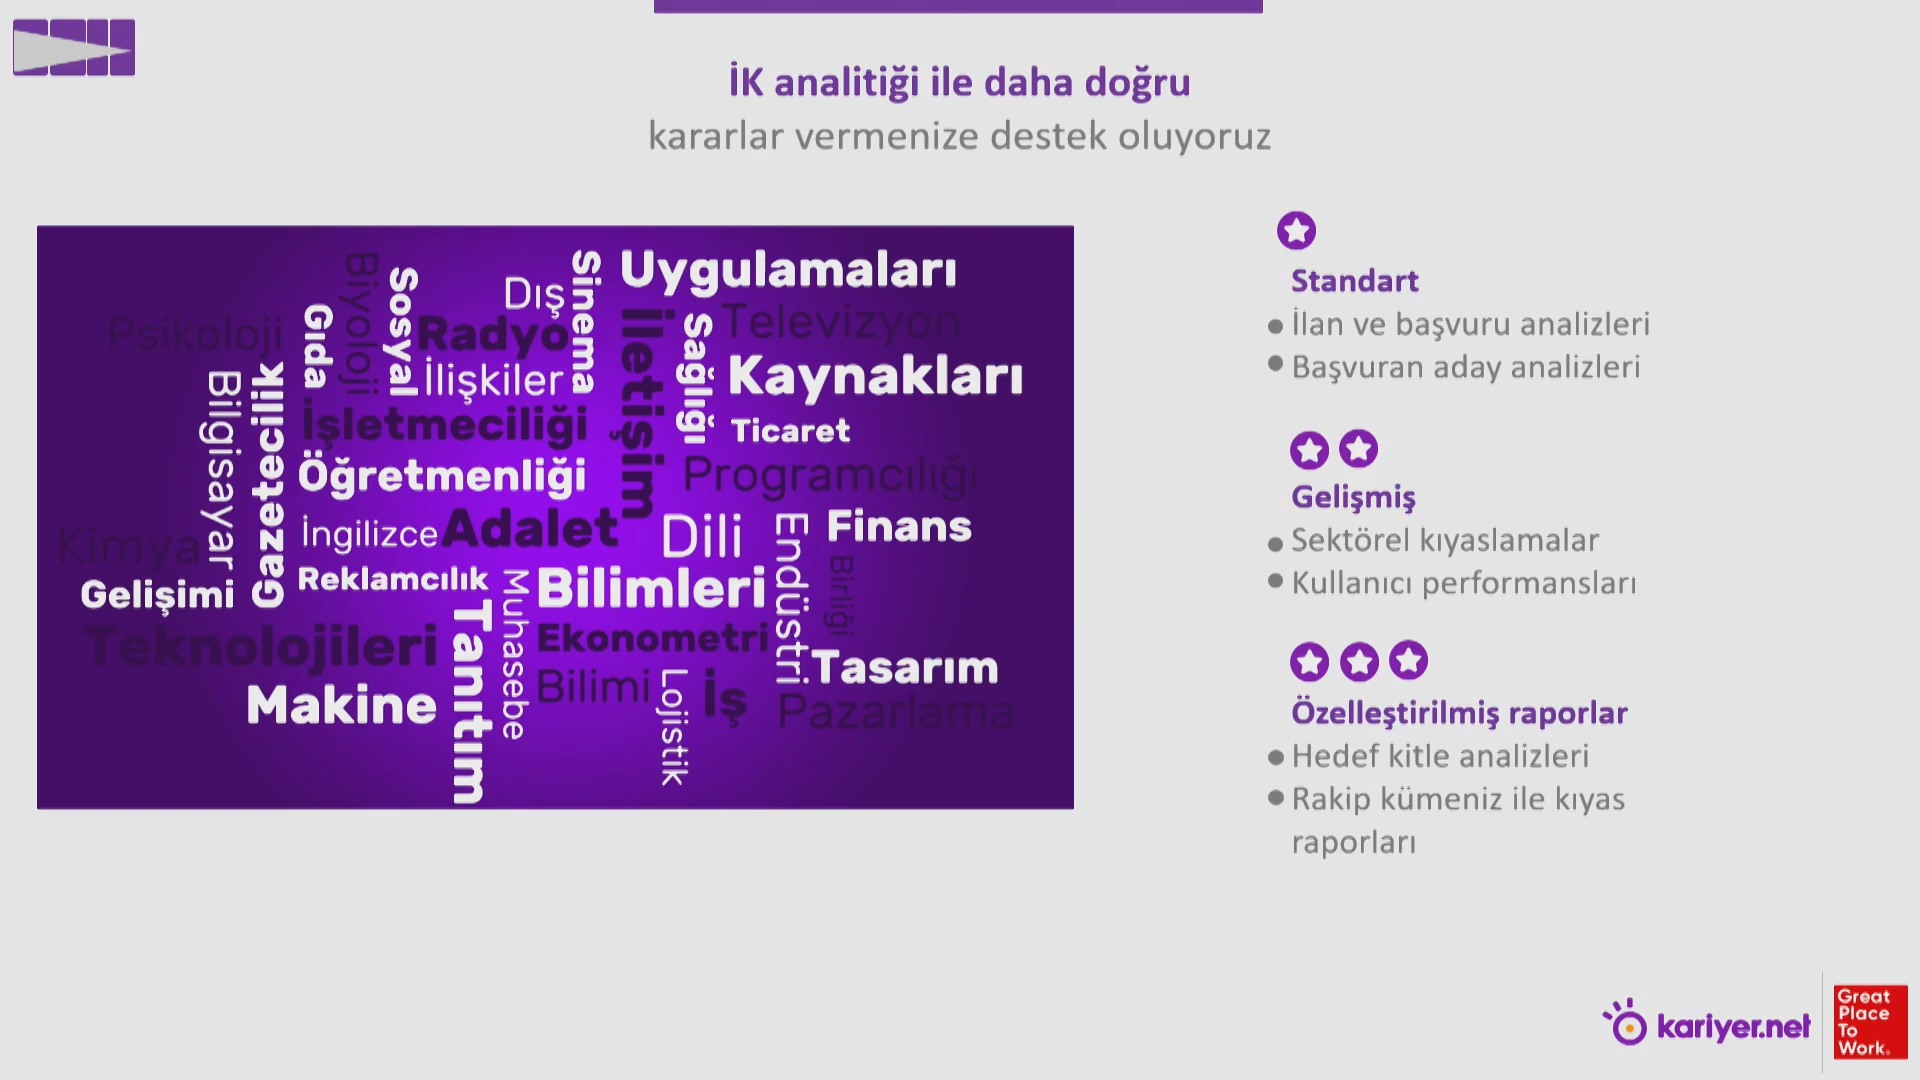 İK analitiği ile daha doğru
kararlar vermenize destek oluyoruz
Psikoloji
Gıda
Biyoloji
Sosyal
Dış
Radyo
İlişkiler
Sinema
Uygulamaları
İletişim
Sağlığı
Televizyon
Kaynakları
Ticaret
Bilgisayar
Gazetecilik
İşletmeciliği
Öğretmenliği
Programcılığı
Kimya
İngilizce
Adalet
Dili
Endüstri
Finans
Gelişimi
Reklamcılık
Muhasebe
Bilimleri
Birliği
Teknolojileri
Tanıtım
Ekonometri
Tasarım
Makine
Bilimi
Lojistik
İş
Pazarlama
Standart
İlan ve başvuru analizleri
Başvuran aday analizleri
Gelişmiş
Sektörel kıyaslamalar
Kullanıcı performansları
Özelleştirilmiş raporlar
Hedef kitle analizleri
Rakip kümeniz ile kıyas
raporları
kariyer.net
Great
Place
To
Work.